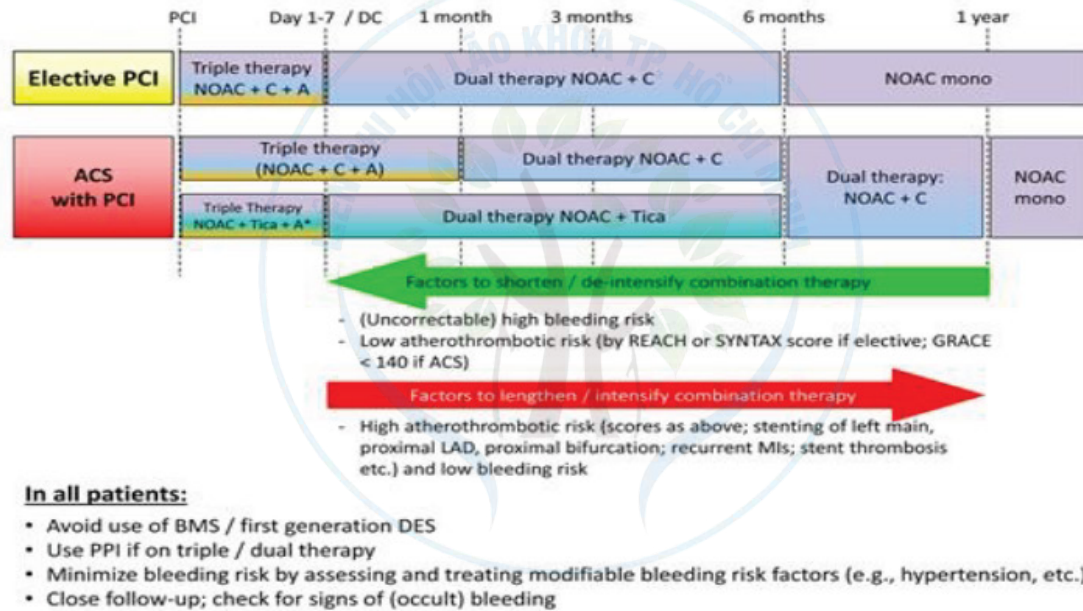 PCI Day 1-7 / DC 1 month 3 months 6 months 1 year
Elective PCI
Triple therapy
NOAC + C + A
Dual therapy NOAC + C
NOAC mono
ACS
with PCI
Triple therapy
(NOAC + C + A)
Dual therapy NOAC + C
Triple Therapy
NOAC + Tica + A*
Dual therapy NOAC + Tica
Dual therapy:
NOAC + C
NOAC
mono
Factors to shorten / de-intensify combination therapy
- (Uncorrectable) high bleeding risk
- Low atherothrombotic risk (by REACH or SYNTAX score if elective; GRACE
< 140 if ACS)
Factors to lengthen / intensify combination therapy
- High atherothrombotic risk (scores as above; stenting of left main,
proximal LAD, proximal bifurcation; recurrent MIs; stent thrombosis
etc.) and low bleeding risk
In all patients:
• Avoid use of BMS / first generation DES
• Use PPI if on triple / dual therapy
• Minimize bleeding risk by assessing and treating modifiable bleeding risk factors (e.g., hypertension, etc.)
• Close follow-up; check for signs of (occult) bleeding
HỘI LÃO KHOA TP. HỒ CHÍ MINH